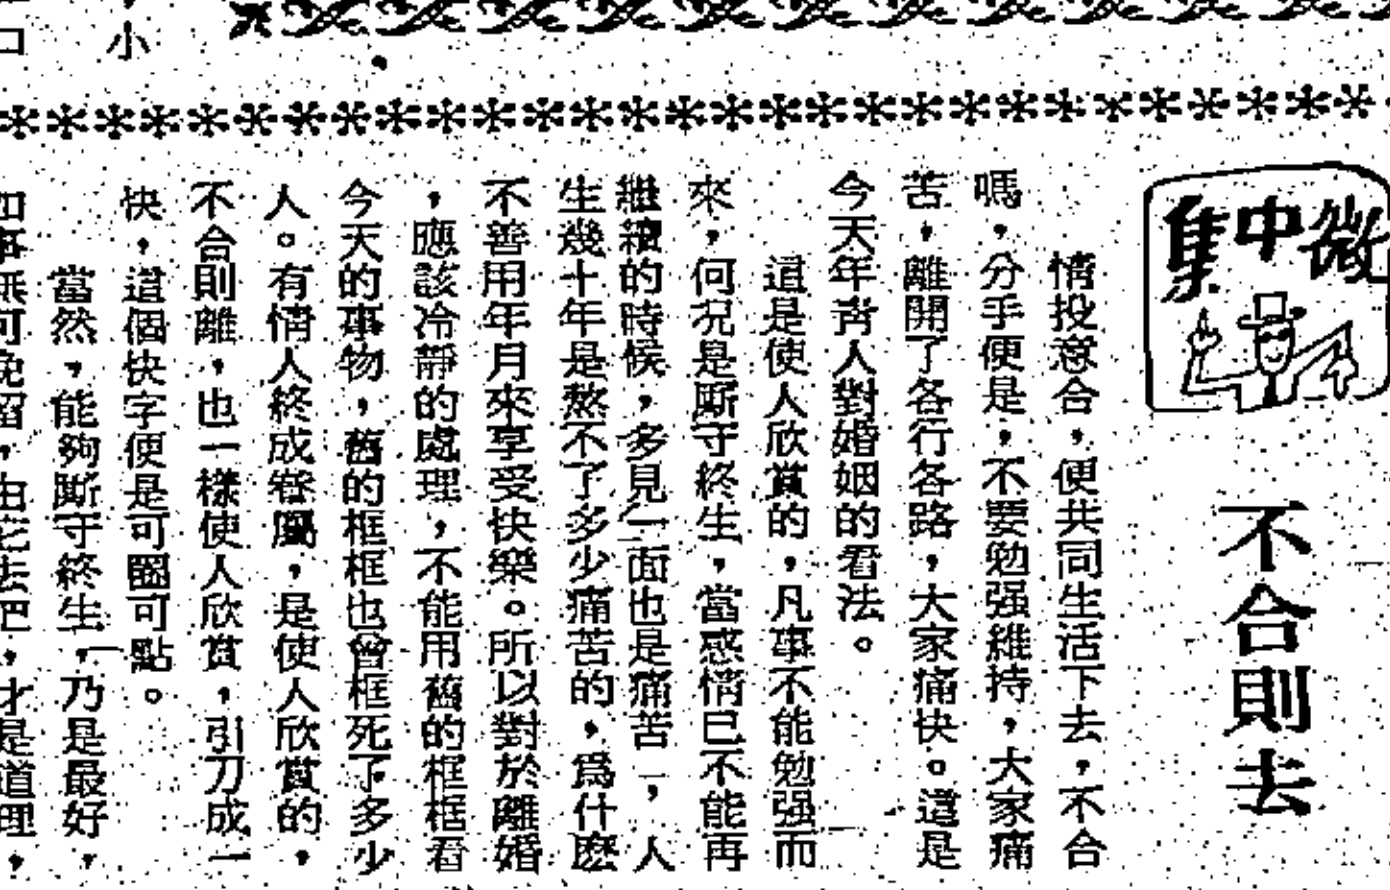 微中集
不合則去
情投意合，便共同生活下去，不合
嗎，分手便是，不要勉强維持，大家痛
苦，離開了各行各路，大家痛快。這是
今天年靑人對婚姻的看法。
這是使人欣賞的，凡事不能勉强而
來，何況是厮守終生，當感情已不能再
繼續的時候，多見一面也是痛苦，人
生幾十年是熬不了多少痛苦的，爲什麽
不善用年月來享受快樂。所以對於離婚
，應該冷靜的處理，不能用舊的框框看
今天的事物，舊的框框也曾框死了多少
人。有情人終成眷屬，是使人欣賞的，
不合則離，也一樣使人欣賞，引刀成一
快，這個快字便是可圈可點。
當然，能夠厮守終生，乃是最好，
如事無可挽留，由它去吧，才是道理，
小
口